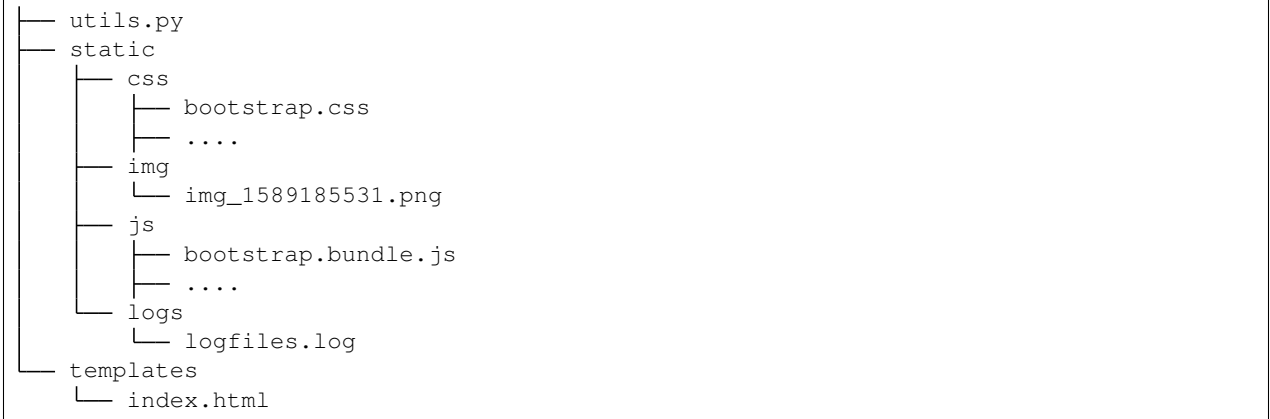 ├── utils.py
├── static
│   ├── css
│   │   ├── bootstrap.css
│   │   ├── ....
│   ├── img
│   │   └── img_1589185531.png
│   ├── js
│   │   ├── bootstrap.bundle.js
│   │   ├── ....
│   └── logs
│       └── logfiles.log
└── templates
    └── index.html